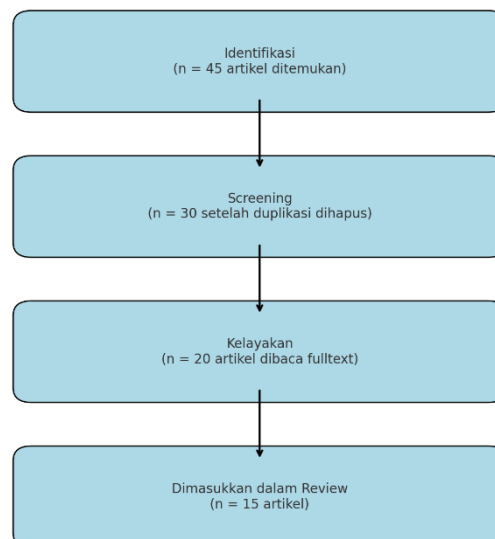 Identifikasi
(n = 45 artikel ditemukan)
Screening
(n = 30 setelah duplikasi dihapus)
Kelayakan
(n = 20 artikel dibaca fulltext)
Dimasukkan dalam Review
(n = 15 artikel)